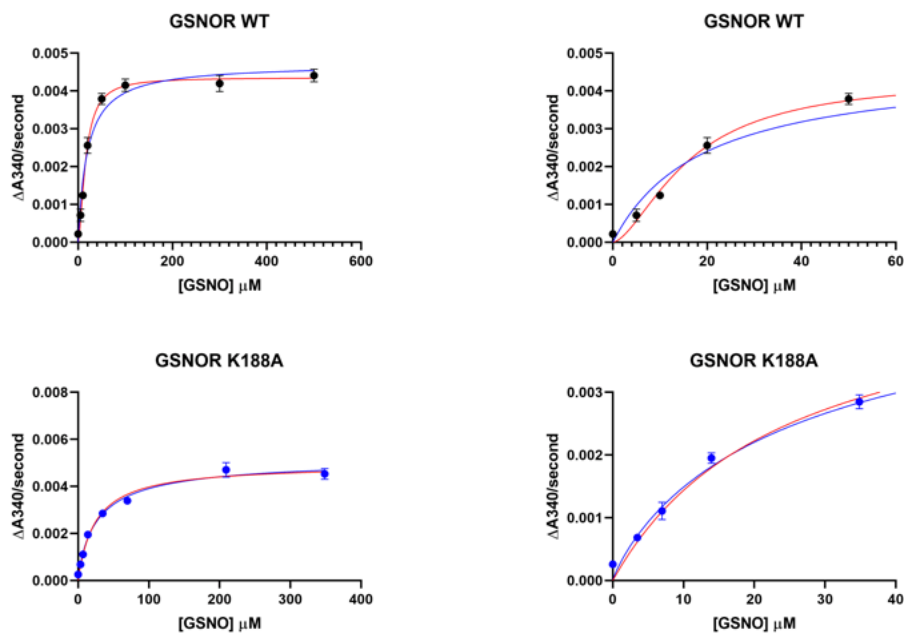 GSNOR WT
0.005
0.004
0.003
0.002
0.001
0.000
ΔA340/second
0 200 400 600
[GSNO] μM
GSNOR WT
0.005
0.004
0.003
0.002
0.001
0.000
ΔA340/second
0 20 40 60
[GSNO] μM
GSNOR K188A
0.008
0.006
0.004
0.002
0.000
ΔA340/second
0 100 200 300 400
[GSNO] μM
GSNOR K188A
0.003
0.002
0.001
0.000
ΔA340/second
0 10 20 30 40
[GSNO] μM